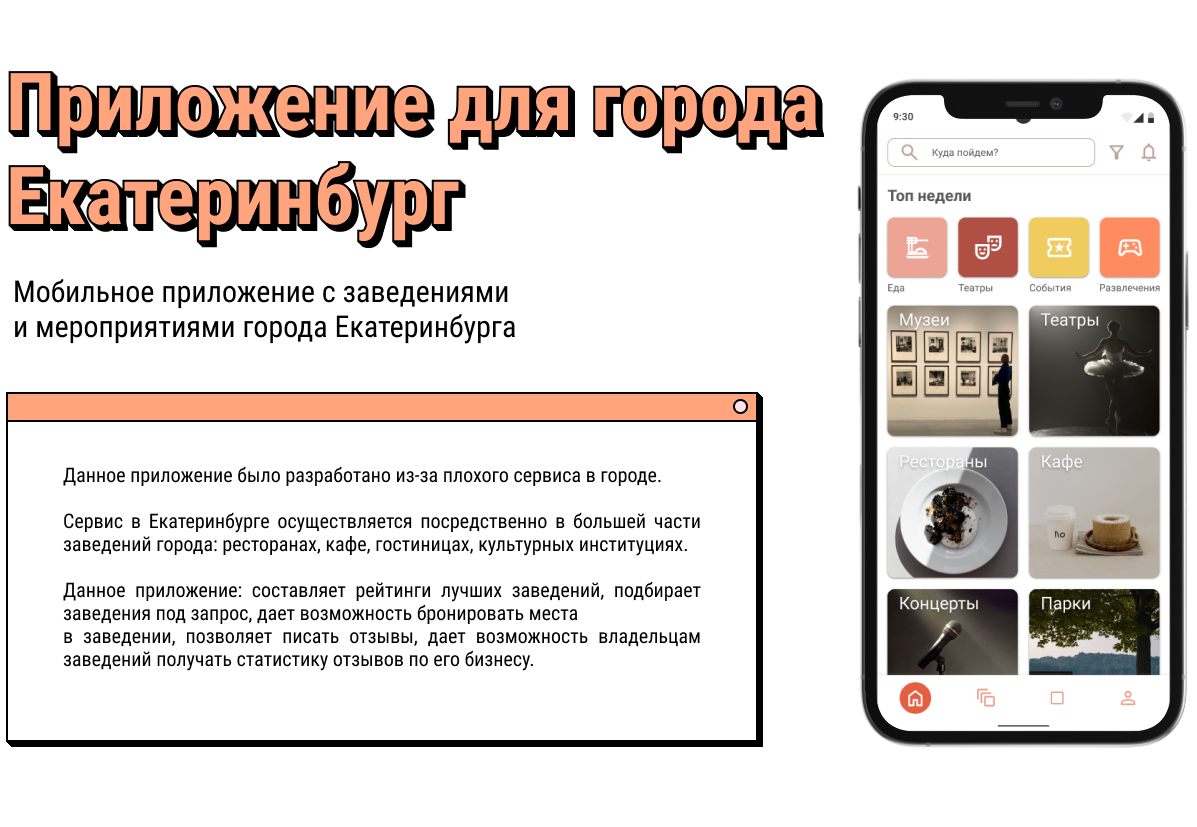 Приложение для города
Екатеринбург
Мобильное приложение с заведениями
и мероприятиями города Екатеринбурга
Данное приложение было разработано из-за плохого сервиса в городе.
Сервис в Екатеринбурге осуществляется посредственно в большей части
заведений города: ресторанах, кафе, гостиницах, культурных институциях.
Данное приложение: составляет рейтинги лучших заведений, подбирает
заведения под запрос, дает возможность бронировать места
в заведении, позволяет писать отзывы, дает возможность владельцам
заведений получать статистику отзывов по его бизнесу.
9:30
Куда пойдем?
Топ недели
Еда Театры События Развлечения
Музеи Театры
Рестораны Кафе
Концерты Парки